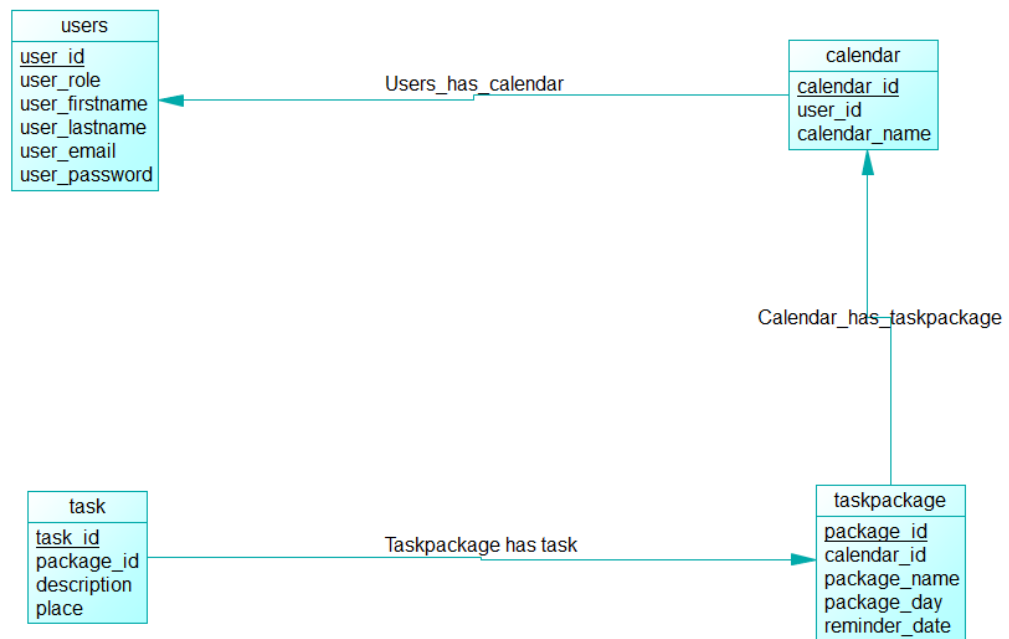 users
user_id
user_role
user_firstname
user_lastname
user_email
user_password
Users_has_calendar
calendar
calendar_id
user_id
calendar_name
Calendar_has_taskpackage
task
task_id
package_id
description
place
Taskpackage has task
taskpackage
package_id
calendar_id
package_name
package_day
reminder_date